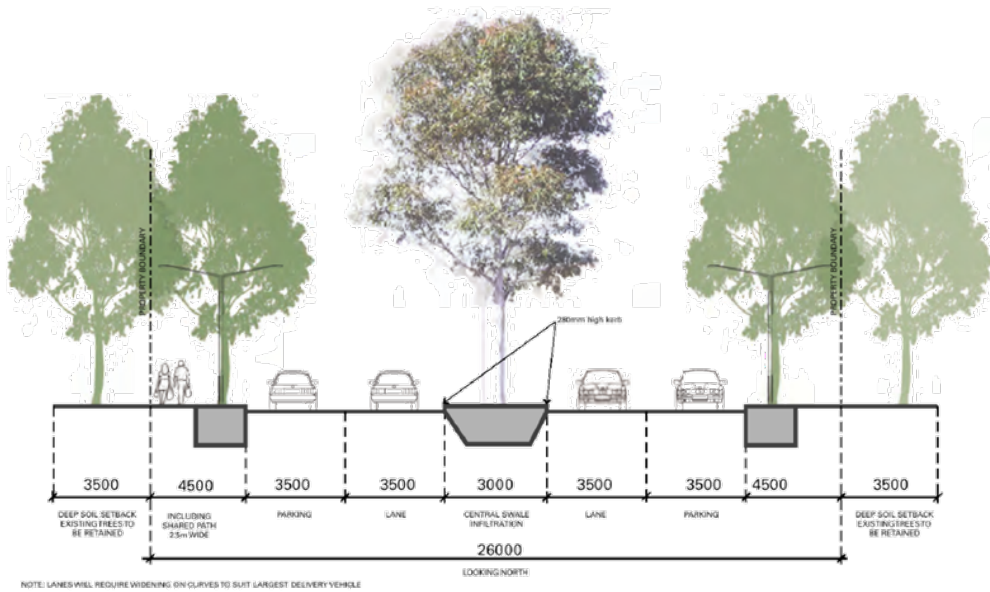 PROPERTY BOUNDARY
PROPERTY BOUNDARY
280mm high kerb
3500
4500
3500
3500
3000
3500
3500
4500
3500
DEEP SOIL SETBACK
EXISTING TREES TO
BE RETAINED
INCLUDING
SHARED PATH
2.5m WIDE
PARKING
LANE
CENTRAL SWALE
INFILTRATION
LANE
PARKING
DEEP SOIL SETBACK
EXISTING TREES TO
BE RETAINED
26000
LOOKING NORTH
NOTE: LANES WILL REQUIRE WIDENING ON CURVES TO SUIT LARGEST DELIVERY VEHICLE